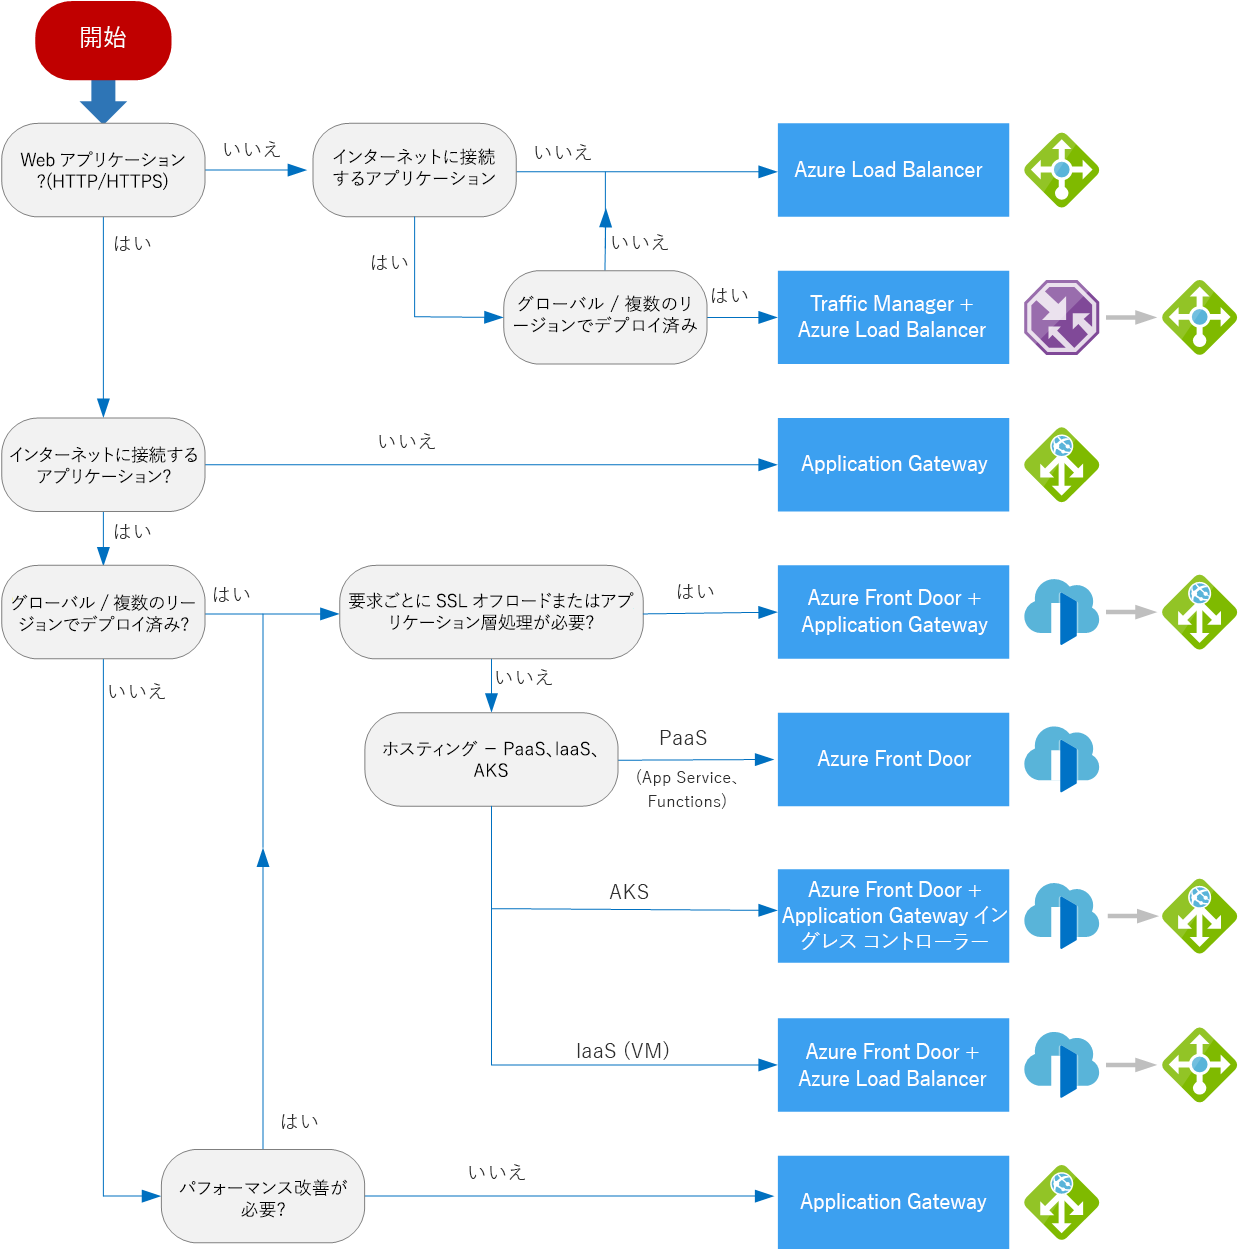 開始
Web アプリケーション
?(HTTP/HTTPS)
いいえ
インターネットに接続
するアプリケーション
いいえ
Azure Load Balancer
はい
はい
いいえ
グローバル / 複数のリ
ージョンでデプロイ済み
はい
Traffic Manager +
Azure Load Balancer
インターネットに接続する
アプリケーション?
いいえ
Application Gateway
はい
グローバル / 複数のリー
ジョンでデプロイ済み?
はい
要求ごとに SSL オフロードまたはアプ
リケーション層処理が必要?
はい
Azure Front Door +
Application Gateway
いいえ
いいえ
ホスティング – PaaS、IaaS、
AKS
PaaS
(App Service、
Functions)
Azure Front Door
AKS
Azure Front Door +
Application Gateway イン
グレス コントローラー
IaaS (VM)
Azure Front Door +
Azure Load Balancer
はい
パフォーマンス改善が
必要?
いいえ
Application Gateway